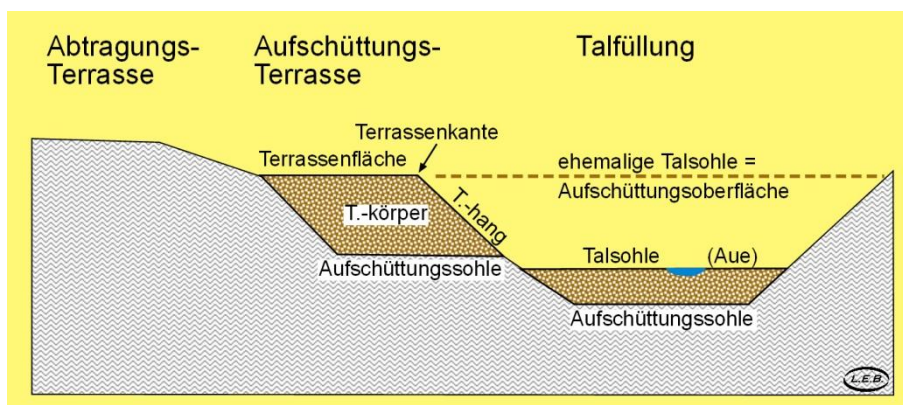 Abtragungs-
Terrasse
Aufschüttungs-
Terrasse
Talfüllung
Terrassenkante
Terrassenfläche
ehemalige Talsohle =
Aufschüttungsoberfläche
T.-körper
T.-hang
Aufschüttungssohle
Talsohle (Aue)
Aufschüttungssohle
L.E.B.